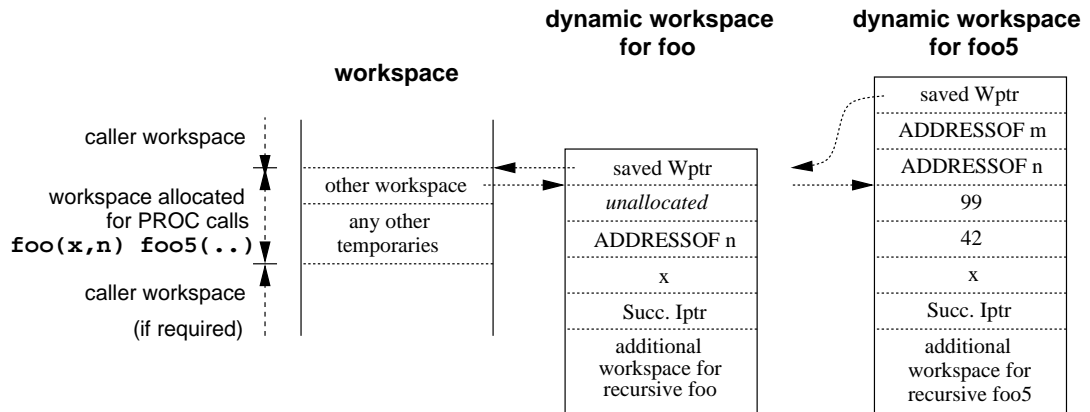 dynamic workspace
for foo
dynamic workspace
for foo5
workspace
caller workspace
workspace allocated
for PROC calls
foo(x,n) foo5(..)
caller workspace
(if required)
other workspace
any other
temporaries
saved Wptr
unallocated
ADDRESSOF n
x
Succ. Iptr
additional
workspace for
recursive foo
saved Wptr
ADDRESSOF m
ADDRESSOF n
99
42
x
Succ. Iptr
additional
workspace for
recursive foo5